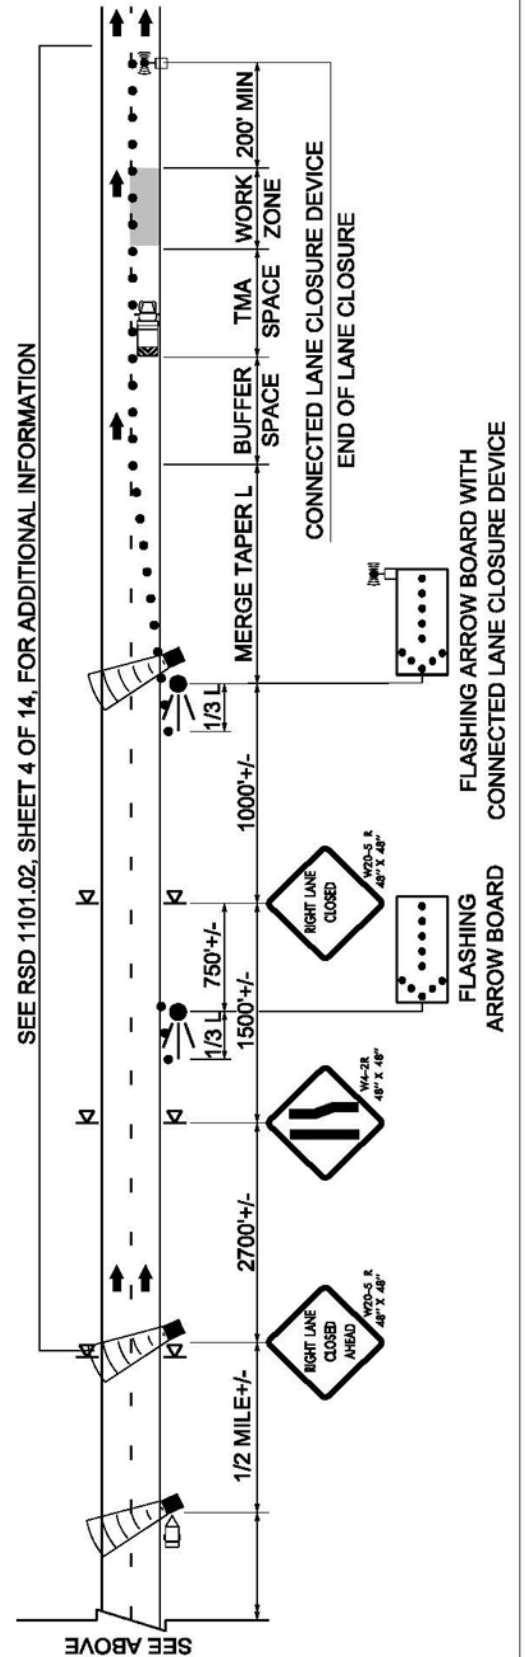 SEE RSD 1101.02, SHEET 4 OF 14, FOR ADDITIONAL INFORMATION
SEE ABOVE
1/2 MILE+/-
2700'+/-
1/3 L
1500'+/-
750'+/-
1000'+/-
1/3 L
MERGE TAPER L
BUFFER
SPACE
TMA
SPACE
WORK
ZONE
200' MIN
CONNECTED LANE CLOSURE DEVICE
END OF LANE CLOSURE
RIGHT LANE
CLOSED
AHEAD
W20-5 R
48" X 48"
W4-2R
48" X 48"
RIGHT LANE
CLOSED
W20-5 R
48" X 48"
FLASHING
ARROW BOARD
FLASHING ARROW BOARD WITH
CONNECTED LANE CLOSURE DEVICE